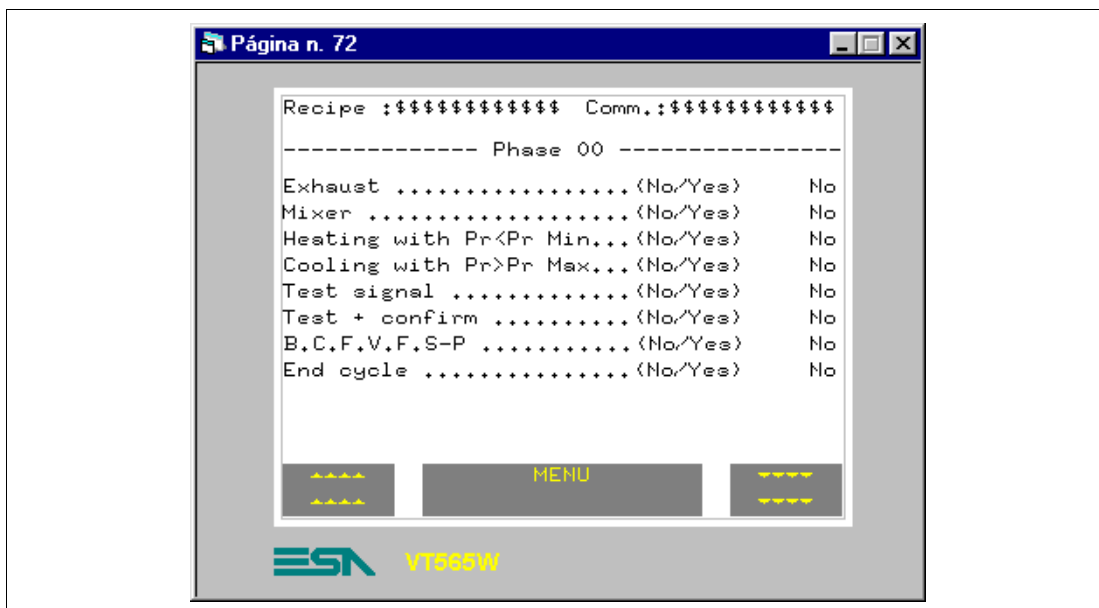 Página n. 72
Recipe :$$$$$$$$$$$$ Comm.:$$$$$$$$$$$$
-------------- Phase 00 ----------------
Exhaust .................(No/Yes) No
Mixer ...................(No/Yes) No
Heating with Pr<Pr Min...(No/Yes) No
Cooling with Pr>Pr Max...(No/Yes) No
Test signal .............(No/Yes) No
Test + confirm ..........(No/Yes) No
B.C.F.V.F.S-P ...........(No/Yes) No
End cycle ...............(No/Yes) No
MENU
ESA VT565W